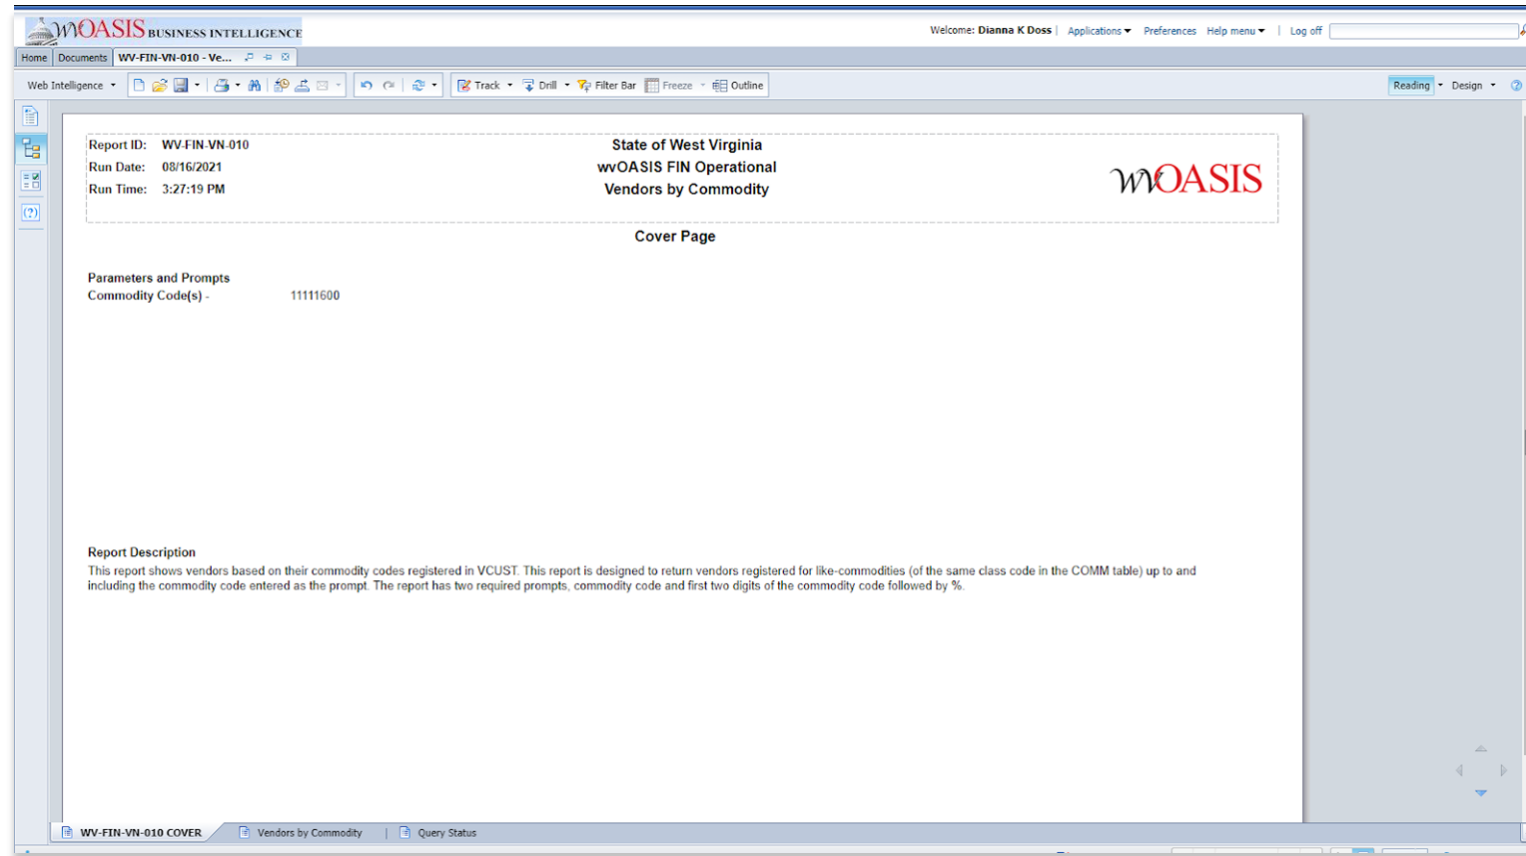 wvOASIS BUSINESS INTELLIGENCE
Welcome: Dianna K Doss | Applications Preferences Help menu | Log off
Home Documents WV-FIN-VN-010 - Ve...
Web Intelligence Track Drill Filter Bar Freeze Outline Reading Design
Report ID: WV-FIN-VN-010
State of West Virginia
Run Date: 08/16/2021
wvOASIS FIN Operational
Run Time: 3:27:19 PM
Vendors by Commodity
wvOASIS
Cover Page
Parameters and Prompts
Commodity Code(s) - 11111600
Report Description
This report shows vendors based on their commodity codes registered in VCUST. This report is designed to return vendors registered for like-commodities (of the same class code in the COMM table) up to and
including the commodity code entered as the prompt. The report has two required prompts, commodity code and first two digits of the commodity code followed by %.
WV-FIN-VN-010 COVER Vendors by Commodity | Query Status